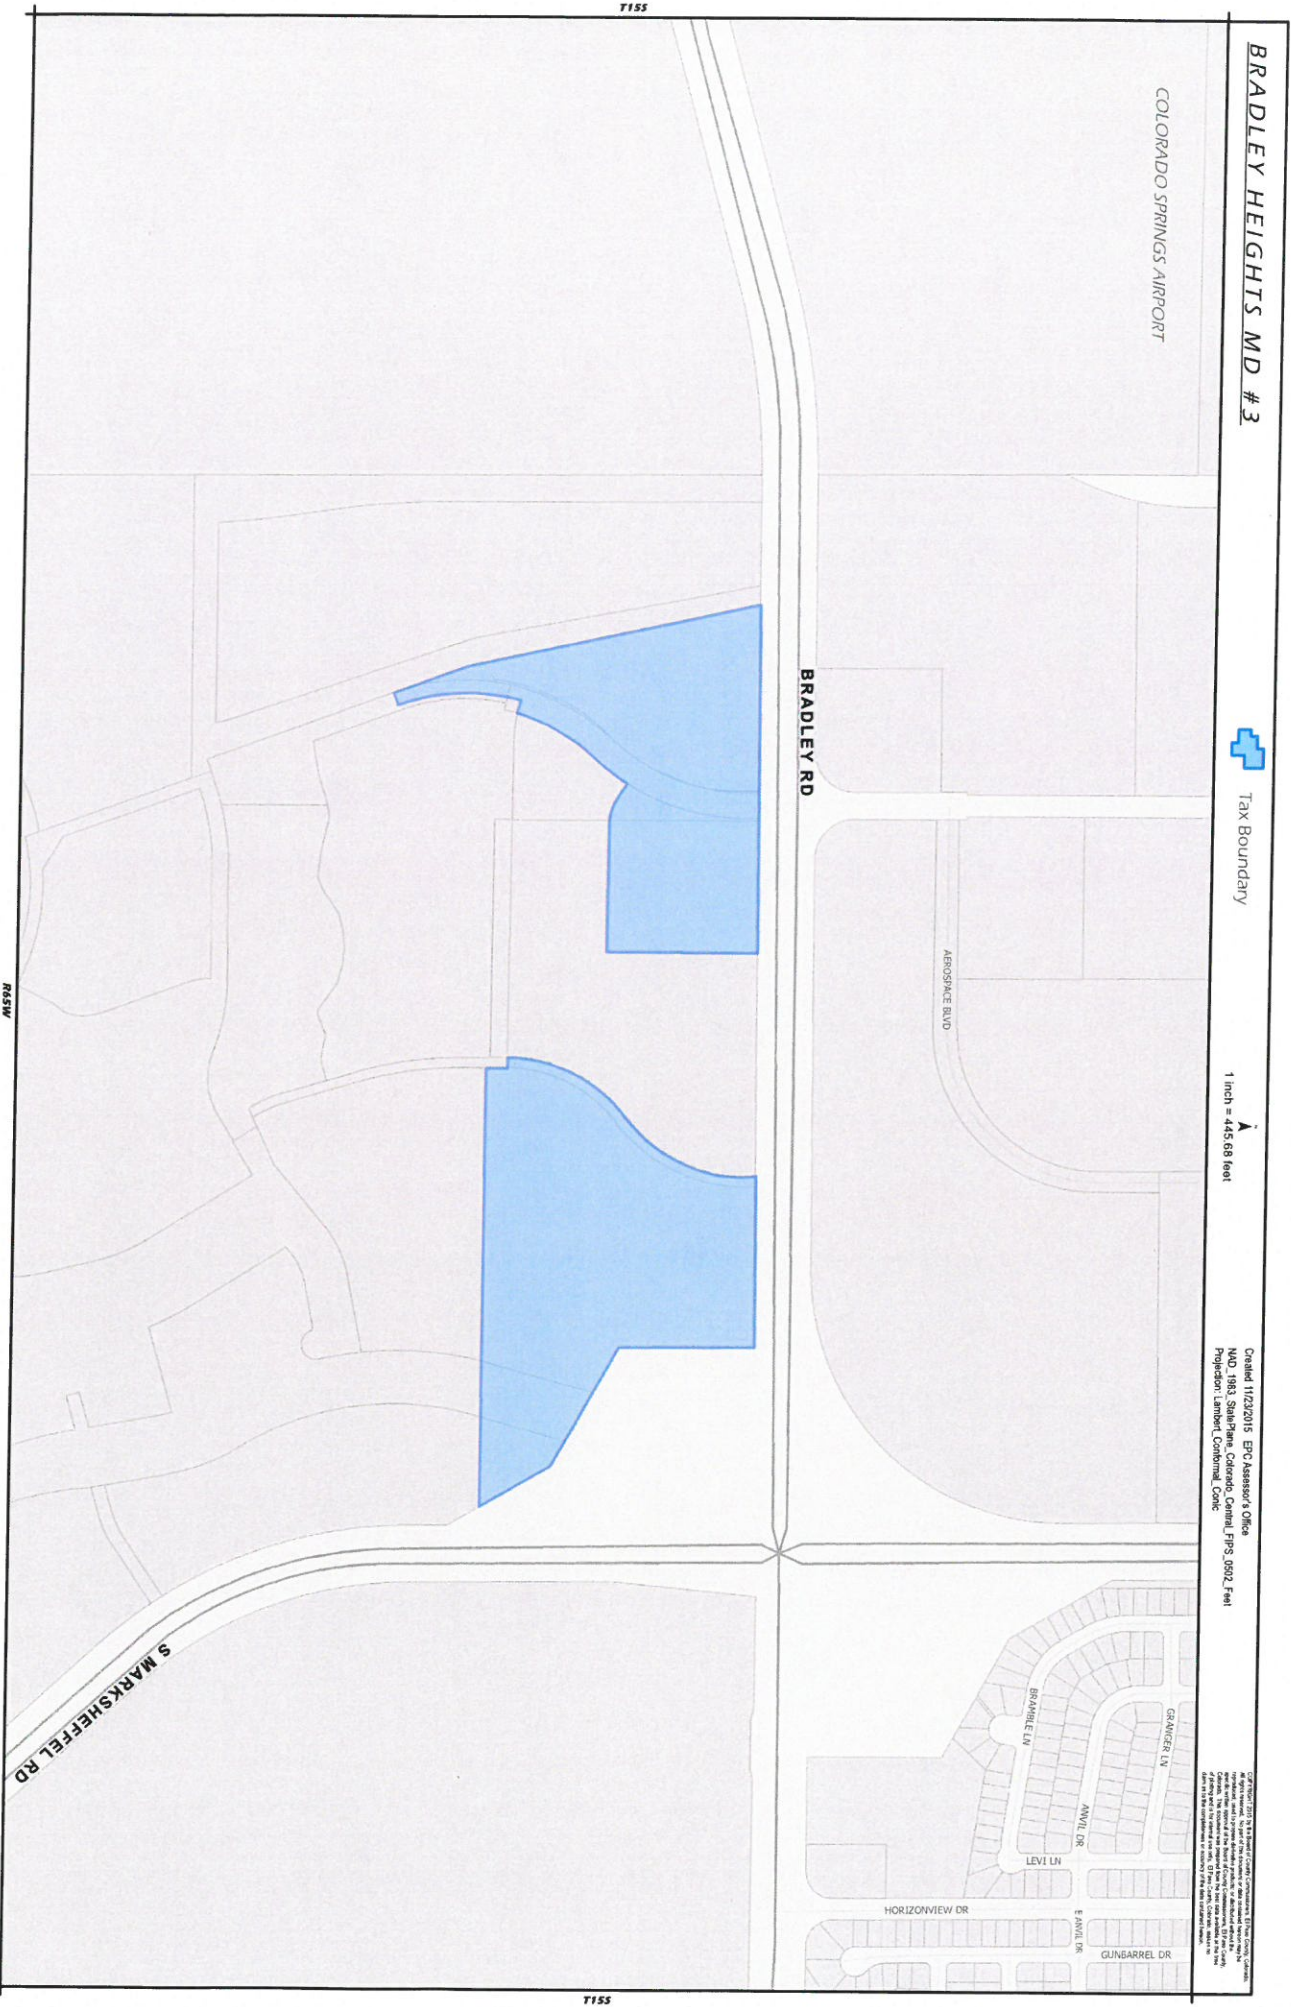 BRADLEY HEIGHTS MD #3
Tax Boundary
1 inch = 445.68 feet
Created 11/23/2015 EPC Assessor's Office
NAD_1983_StatePlane_Colorado_Central_FIPS_0502_Feet
Projection: Lambert_Conformal_Conic
T15S
COLORADO SPRINGS AIRPORT
BRADLEY RD
AEROSPACE BLVD
GRANGER LN
BRAMBLE LN
ANVIL DR
LEVI LN
HORIZONVIEW DR
E ANVIL DR
GUNBARREL DR
S MARKSHEFFEL RD
R65W
T15S